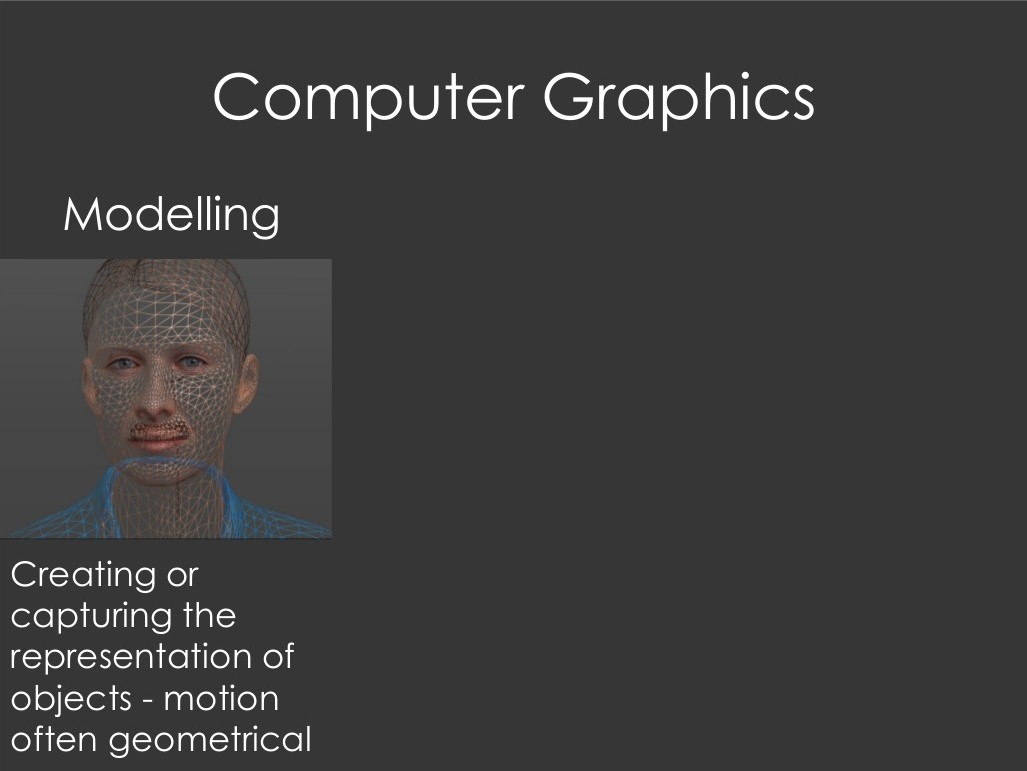 Computer Graphics
Modelling
Creating or
capturing the
representation of
objects - motion
often geometrical